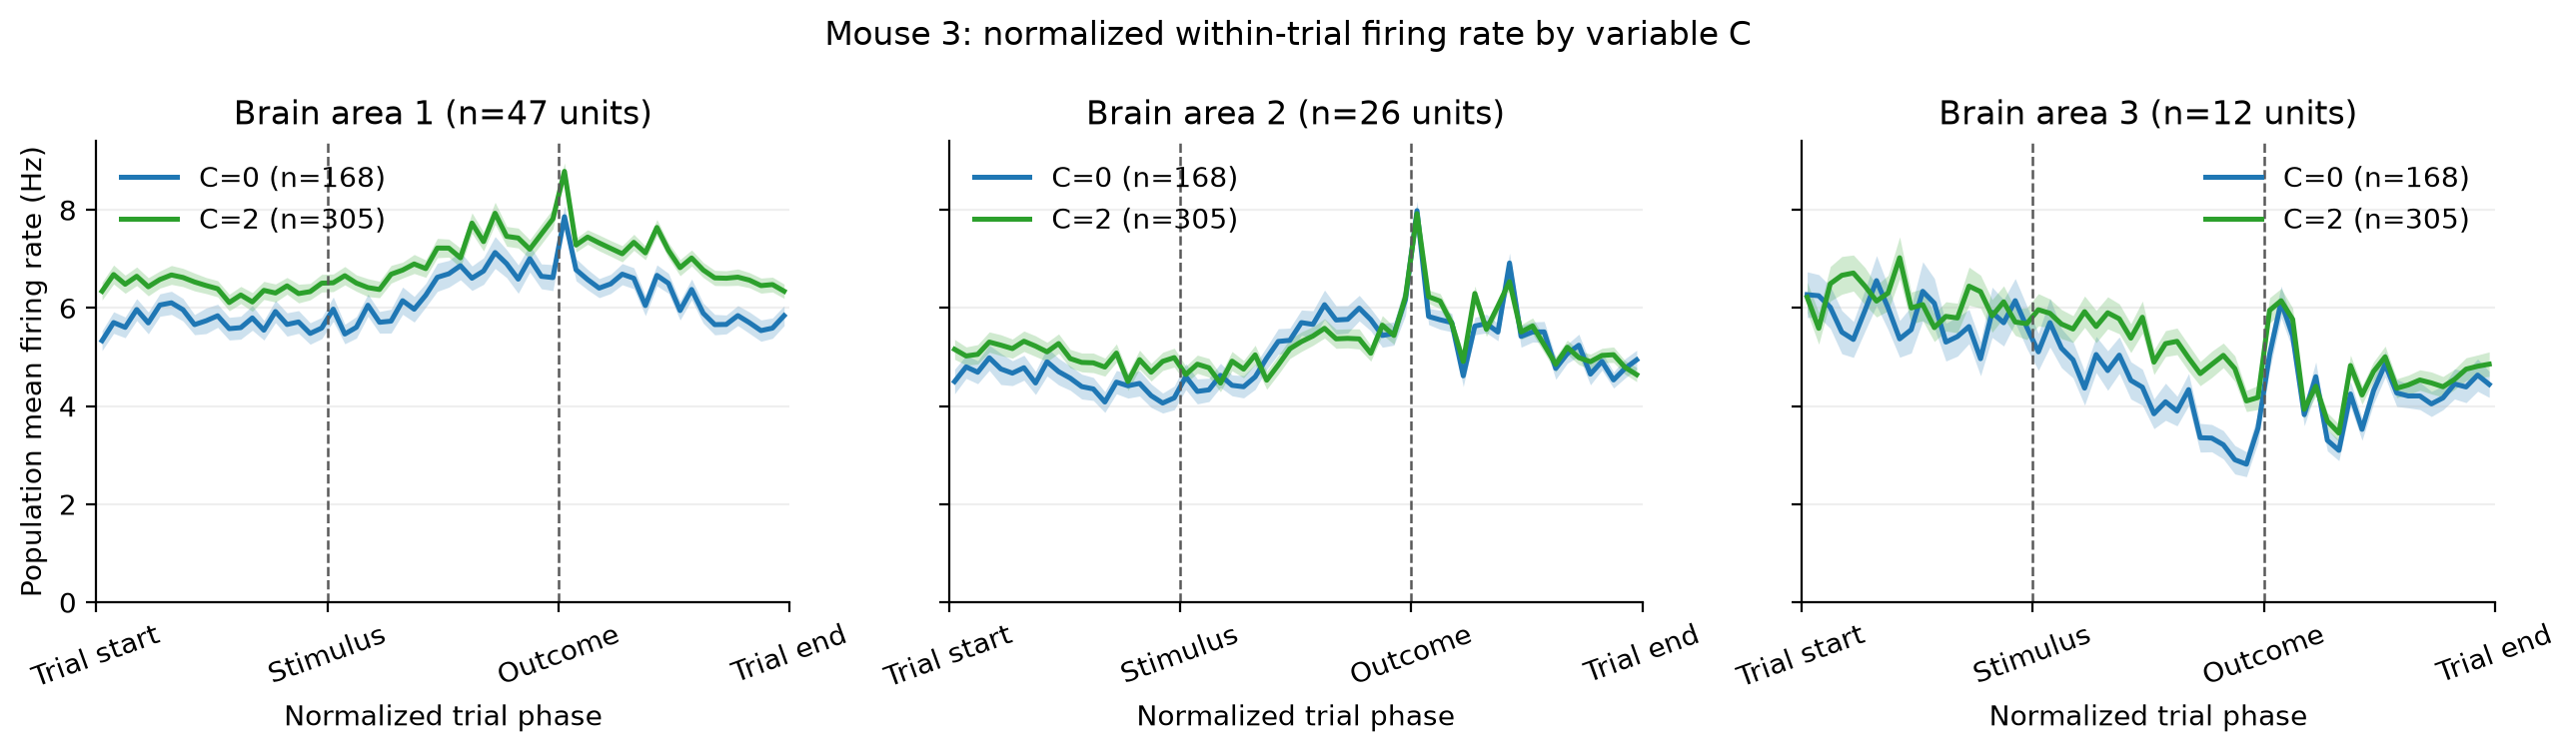 Mouse 3: normalized within-trial firing rate by variable C
Brain area 1 (n=47 units)
C=0 (n=168)
C=2 (n=305)
Population mean firing rate (Hz)
8
6
4
2
0
Trial start
Stimulus
Outcome
Trial end
Normalized trial phase
Brain area 2 (n=26 units)
C=0 (n=168)
C=2 (n=305)
Trial start
Stimulus
Outcome
Trial end
Normalized trial phase
Brain area 3 (n=12 units)
C=0 (n=168)
C=2 (n=305)
Trial start
Stimulus
Outcome
Trial end
Normalized trial phase